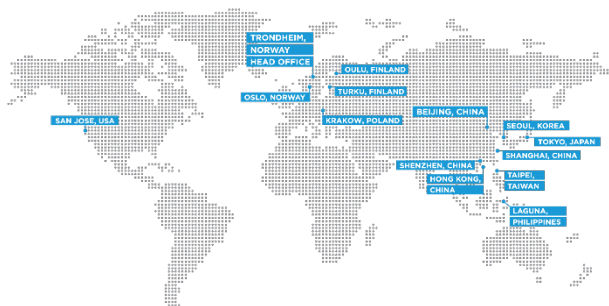 TRONDHEIM,
NORWAY
HEAD OFFICE
OULU, FINLAND
OSLO, NORWAY
TURKU, FINLAND
KRAKOW, POLAND
SAN JOSE, USA
BEIJING, CHINA
SEOUL, KOREA
TOKYO, JAPAN
SHANGHAI, CHINA
SHENZHEN, CHINA
HONG KONG,
CHINA
TAIPEI,
TAIWAN
LAGUNA,
PHILIPPINES